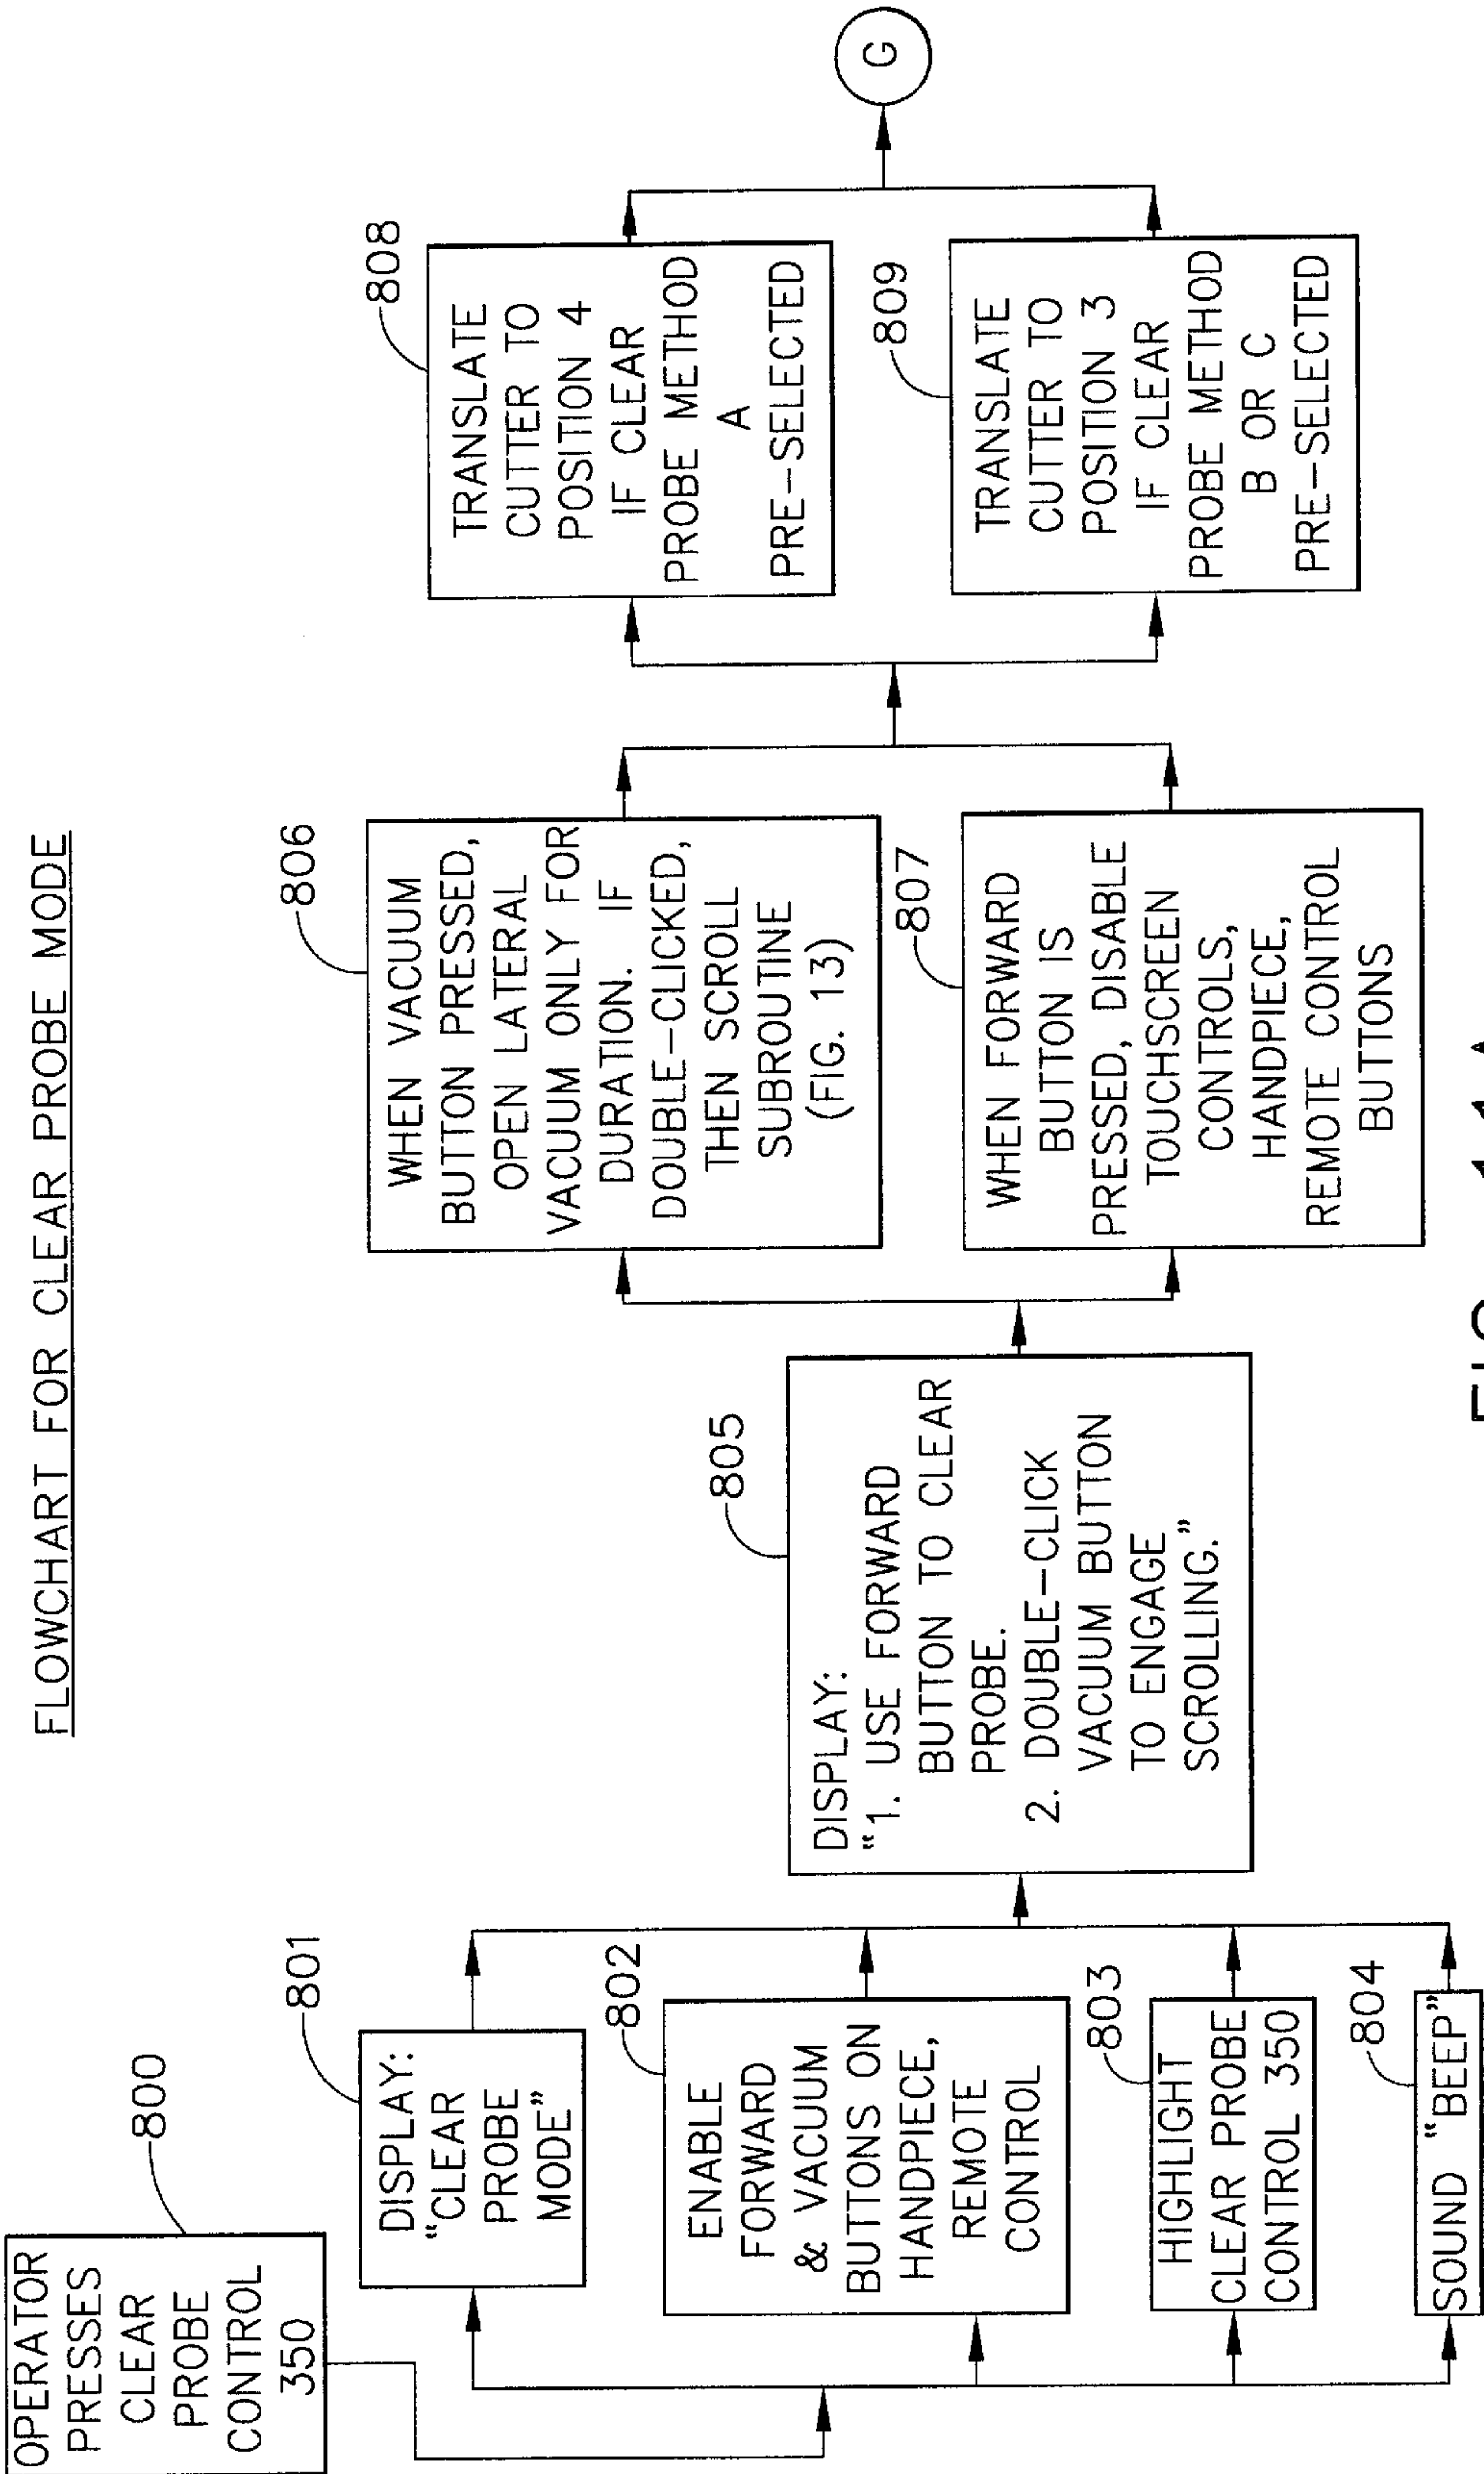 FLOWCHART FOR CLEAR PROBE MODE
OPERATOR
PRESSES
CLEAR
PROBE
CONTROL
350
800
DISPLAY:
“CLEAR
PROBE
MODE”
801
ENABLE
FORWARD
& VACUUM
BUTTONS ON
HANDPIECE,
REMOTE
CONTROL
802
HIGHLIGHT
CLEAR PROBE
CONTROL 350
803
SOUND “BEEP”
804
DISPLAY:
“1. USE FORWARD
BUTTON TO CLEAR
PROBE.
2. DOUBLE–CLICK
VACUUM BUTTON
TO ENGAGE
SCROLLING.”
805
WHEN VACUUM
BUTTON PRESSED,
OPEN LATERAL
VACUUM ONLY FOR
DURATION. IF
DOUBLE–CLICKED,
THEN SCROLL
SUBROUTINE
(FIG. 13)
806
WHEN FORWARD
BUTTON IS
PRESSED, DISABLE
TOUCHSCREEN
CONTROLS,
HANDPIECE,
REMOTE CONTROL
BUTTONS
807
TRANSLATE
CUTTER TO
POSITION 4
IF CLEAR
PROBE METHOD
A
PRE–SELECTED
808
TRANSLATE
CUTTER TO
POSITION 3
IF CLEAR
PROBE METHOD
B OR C
PRE–SELECTED
809
G